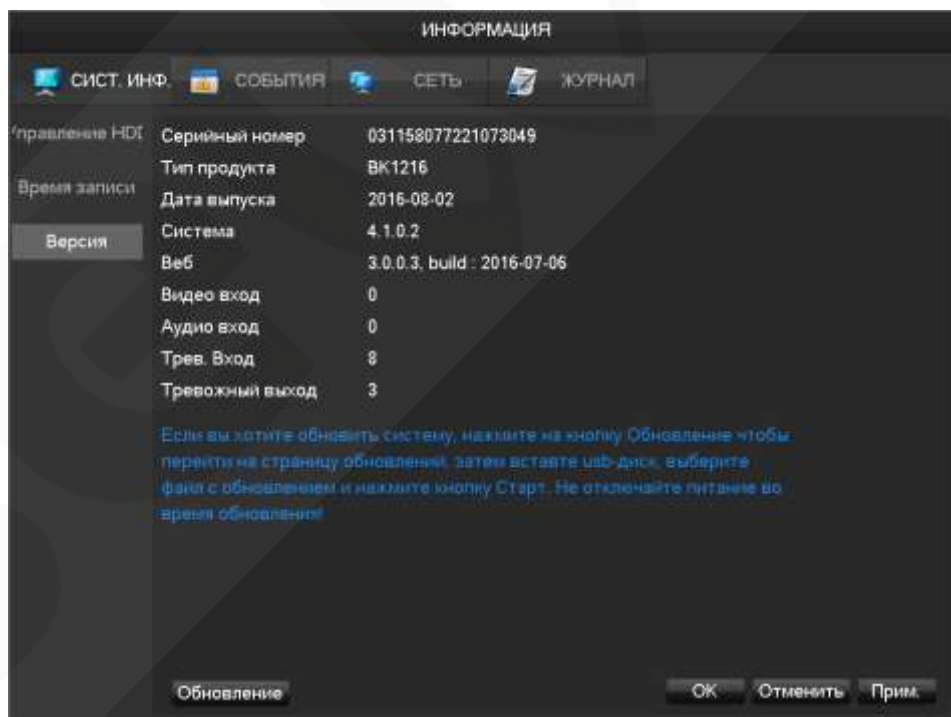 ИНФОРМАЦИЯ
СИСТ. ИНФ. СОБЫТИЯ СЕТЬ ЖУРНАЛ
правление HDD
Время записи
Версия
Серийный номер 031158077221073049
Тип продукта BK1216
Дата выпуска 2016-08-02
Система 4.1.0.2
Веб 3.0.0.3, build : 2016-07-06
Видео вход 0
Аудио вход 0
Трев. Вход 8
Тревожный выход 3
Если вы хотите обновить систему, нажмите на кнопку Обновление чтобы
перейти на страницу обновлений, затем вставте usb-диск, выберите
файл с обновлением и нажмите кнопку Старт. Не отключайте питание во
время обновления!
Обновление OK Отменить Прим.